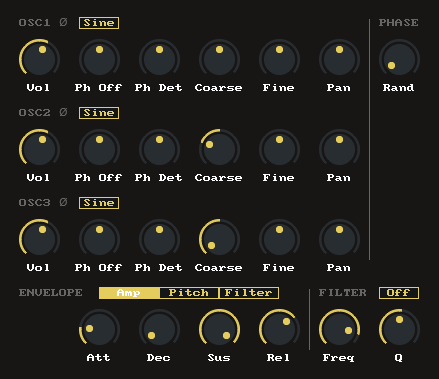 OSC1 Ø Sine PHASE
Vol Ph Off Ph Det Coarse Fine Pan Rand
OSC2 Ø Sine
Vol Ph Off Ph Det Coarse Fine Pan
OSC3 Ø Sine
Vol Ph Off Ph Det Coarse Fine Pan
ENVELOPE Amp Pitch Filter FILTER Off
Att Dec Sus Rel Freq Q